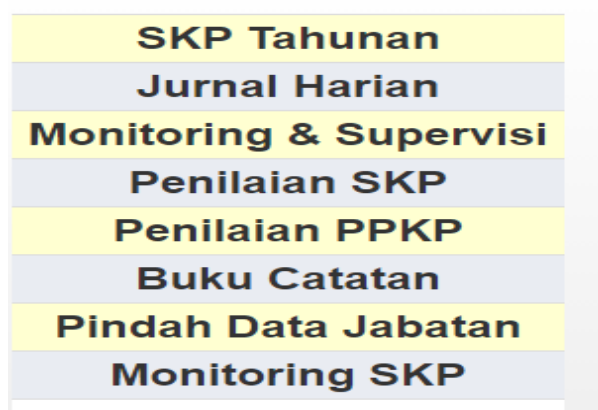 SKP Tahunan
Jurnal Harian
Monitoring & Supervisi
Penilaian SKP
Penilaian PPKP
Buku Catatan
Pindah Data Jabatan
Monitoring SKP